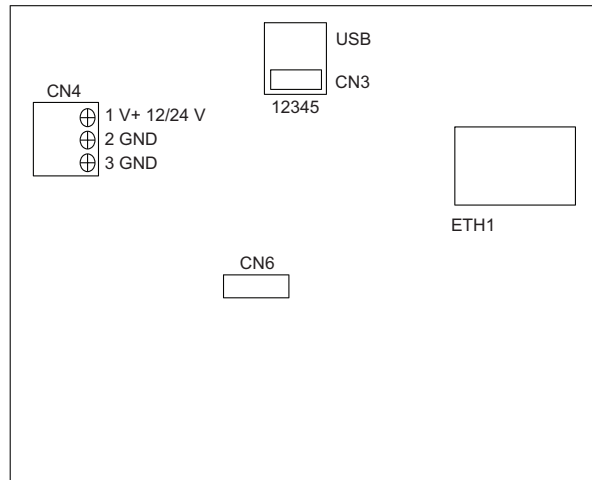 USB
CN3
12345
CN4
1 V+ 12/24 V
2 GND
3 GND
ETH1
CN6